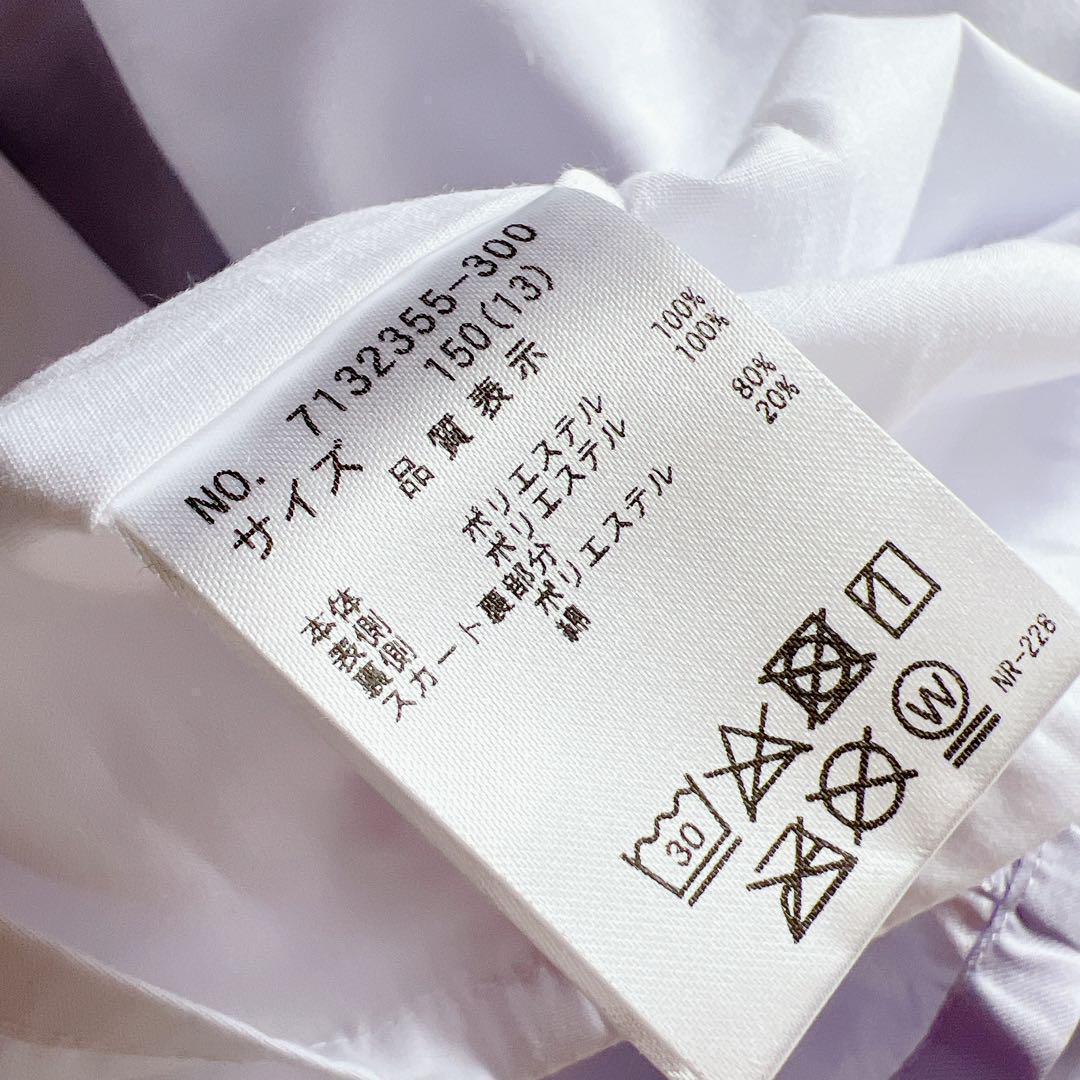 NO. 7132355-300
サイズ 150(13)
品質表示
本体
表側 ポリエステル 100%
裏側 ポリエステル 100%
スカート裏部分
ポリエステル 80%
綿 20%
30
W
NR-228